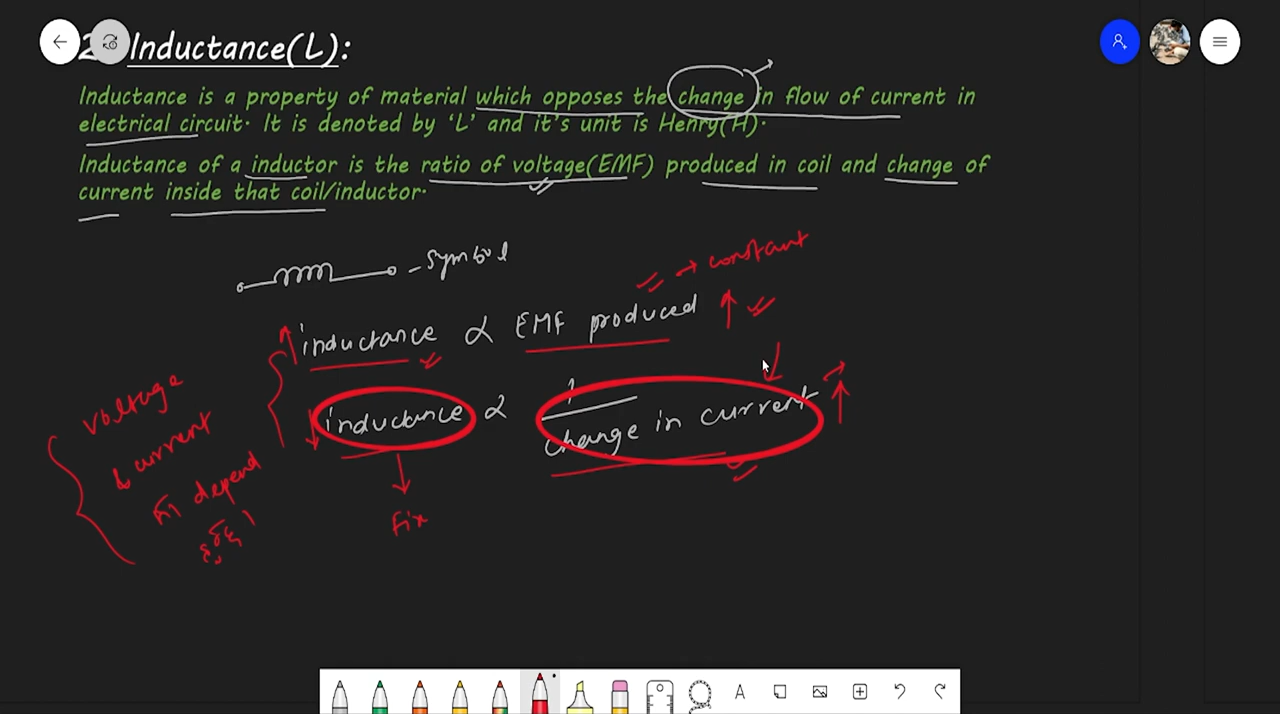 Inductance(L):
Inductance is a property of material which opposes the change in flow of current in
electrical circuit. It is denoted by 'L' and it's unit is Henry(H).
Inductance of a inductor is the ratio of voltage(EMF) produced in coil and change of
current inside that coil/inductor.
- Symbol
→ constant
inductance ∝ EMF produced ↑
inductance ∝ 1
change in current ↑
voltage
& current
depend
fix
A